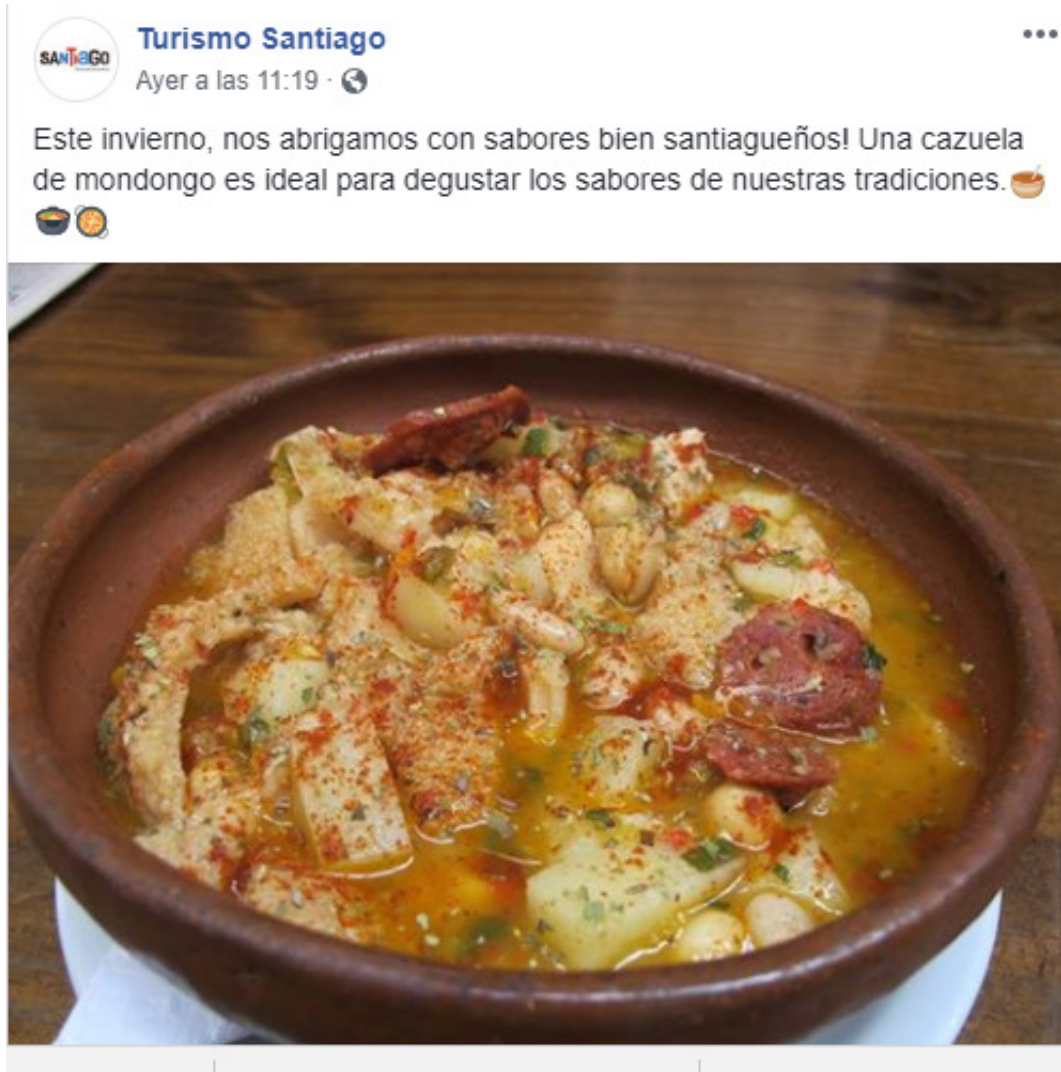 SANTIAGO
Turismo Santiago
Ayer a las 11:19 ·
Este invierno, nos abrigamos con sabores bien santiagueños! Una cazuela
de mondongo es ideal para degustar los sabores de nuestras tradiciones.